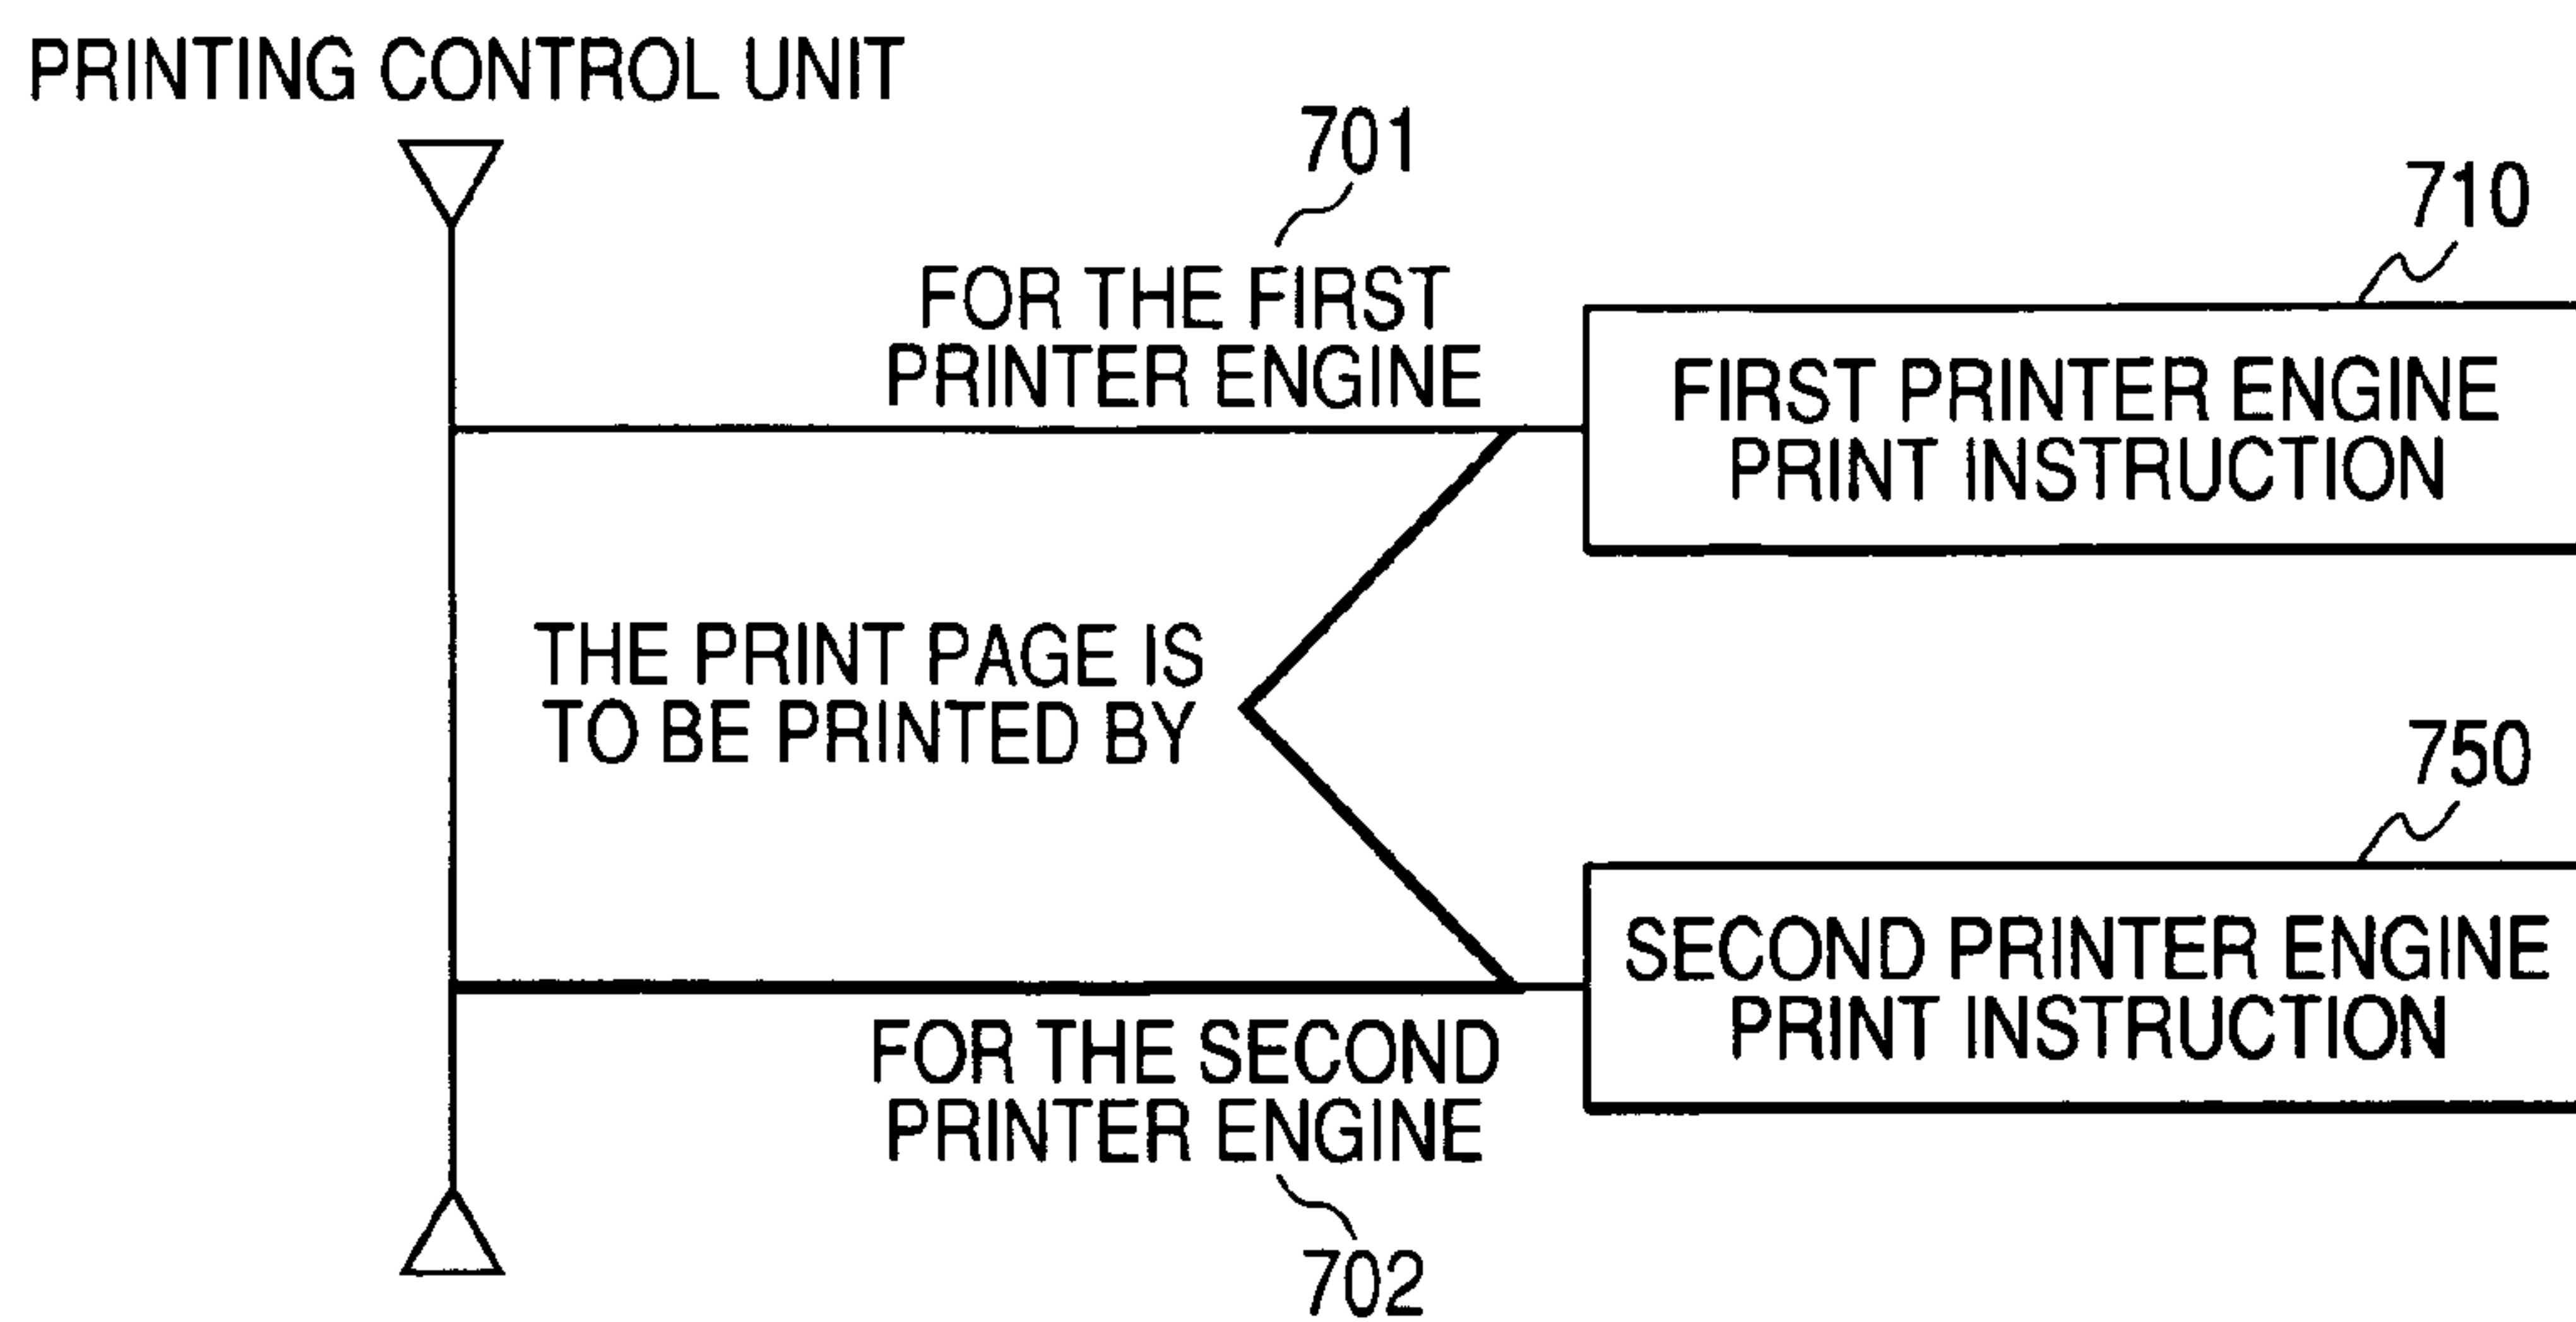 PRINTING CONTROL UNIT
701
FOR THE FIRST
PRINTER ENGINE
710
FIRST PRINTER ENGINE
PRINT INSTRUCTION
THE PRINT PAGE IS
TO BE PRINTED BY
750
SECOND PRINTER ENGINE
PRINT INSTRUCTION
FOR THE SECOND
PRINTER ENGINE
702